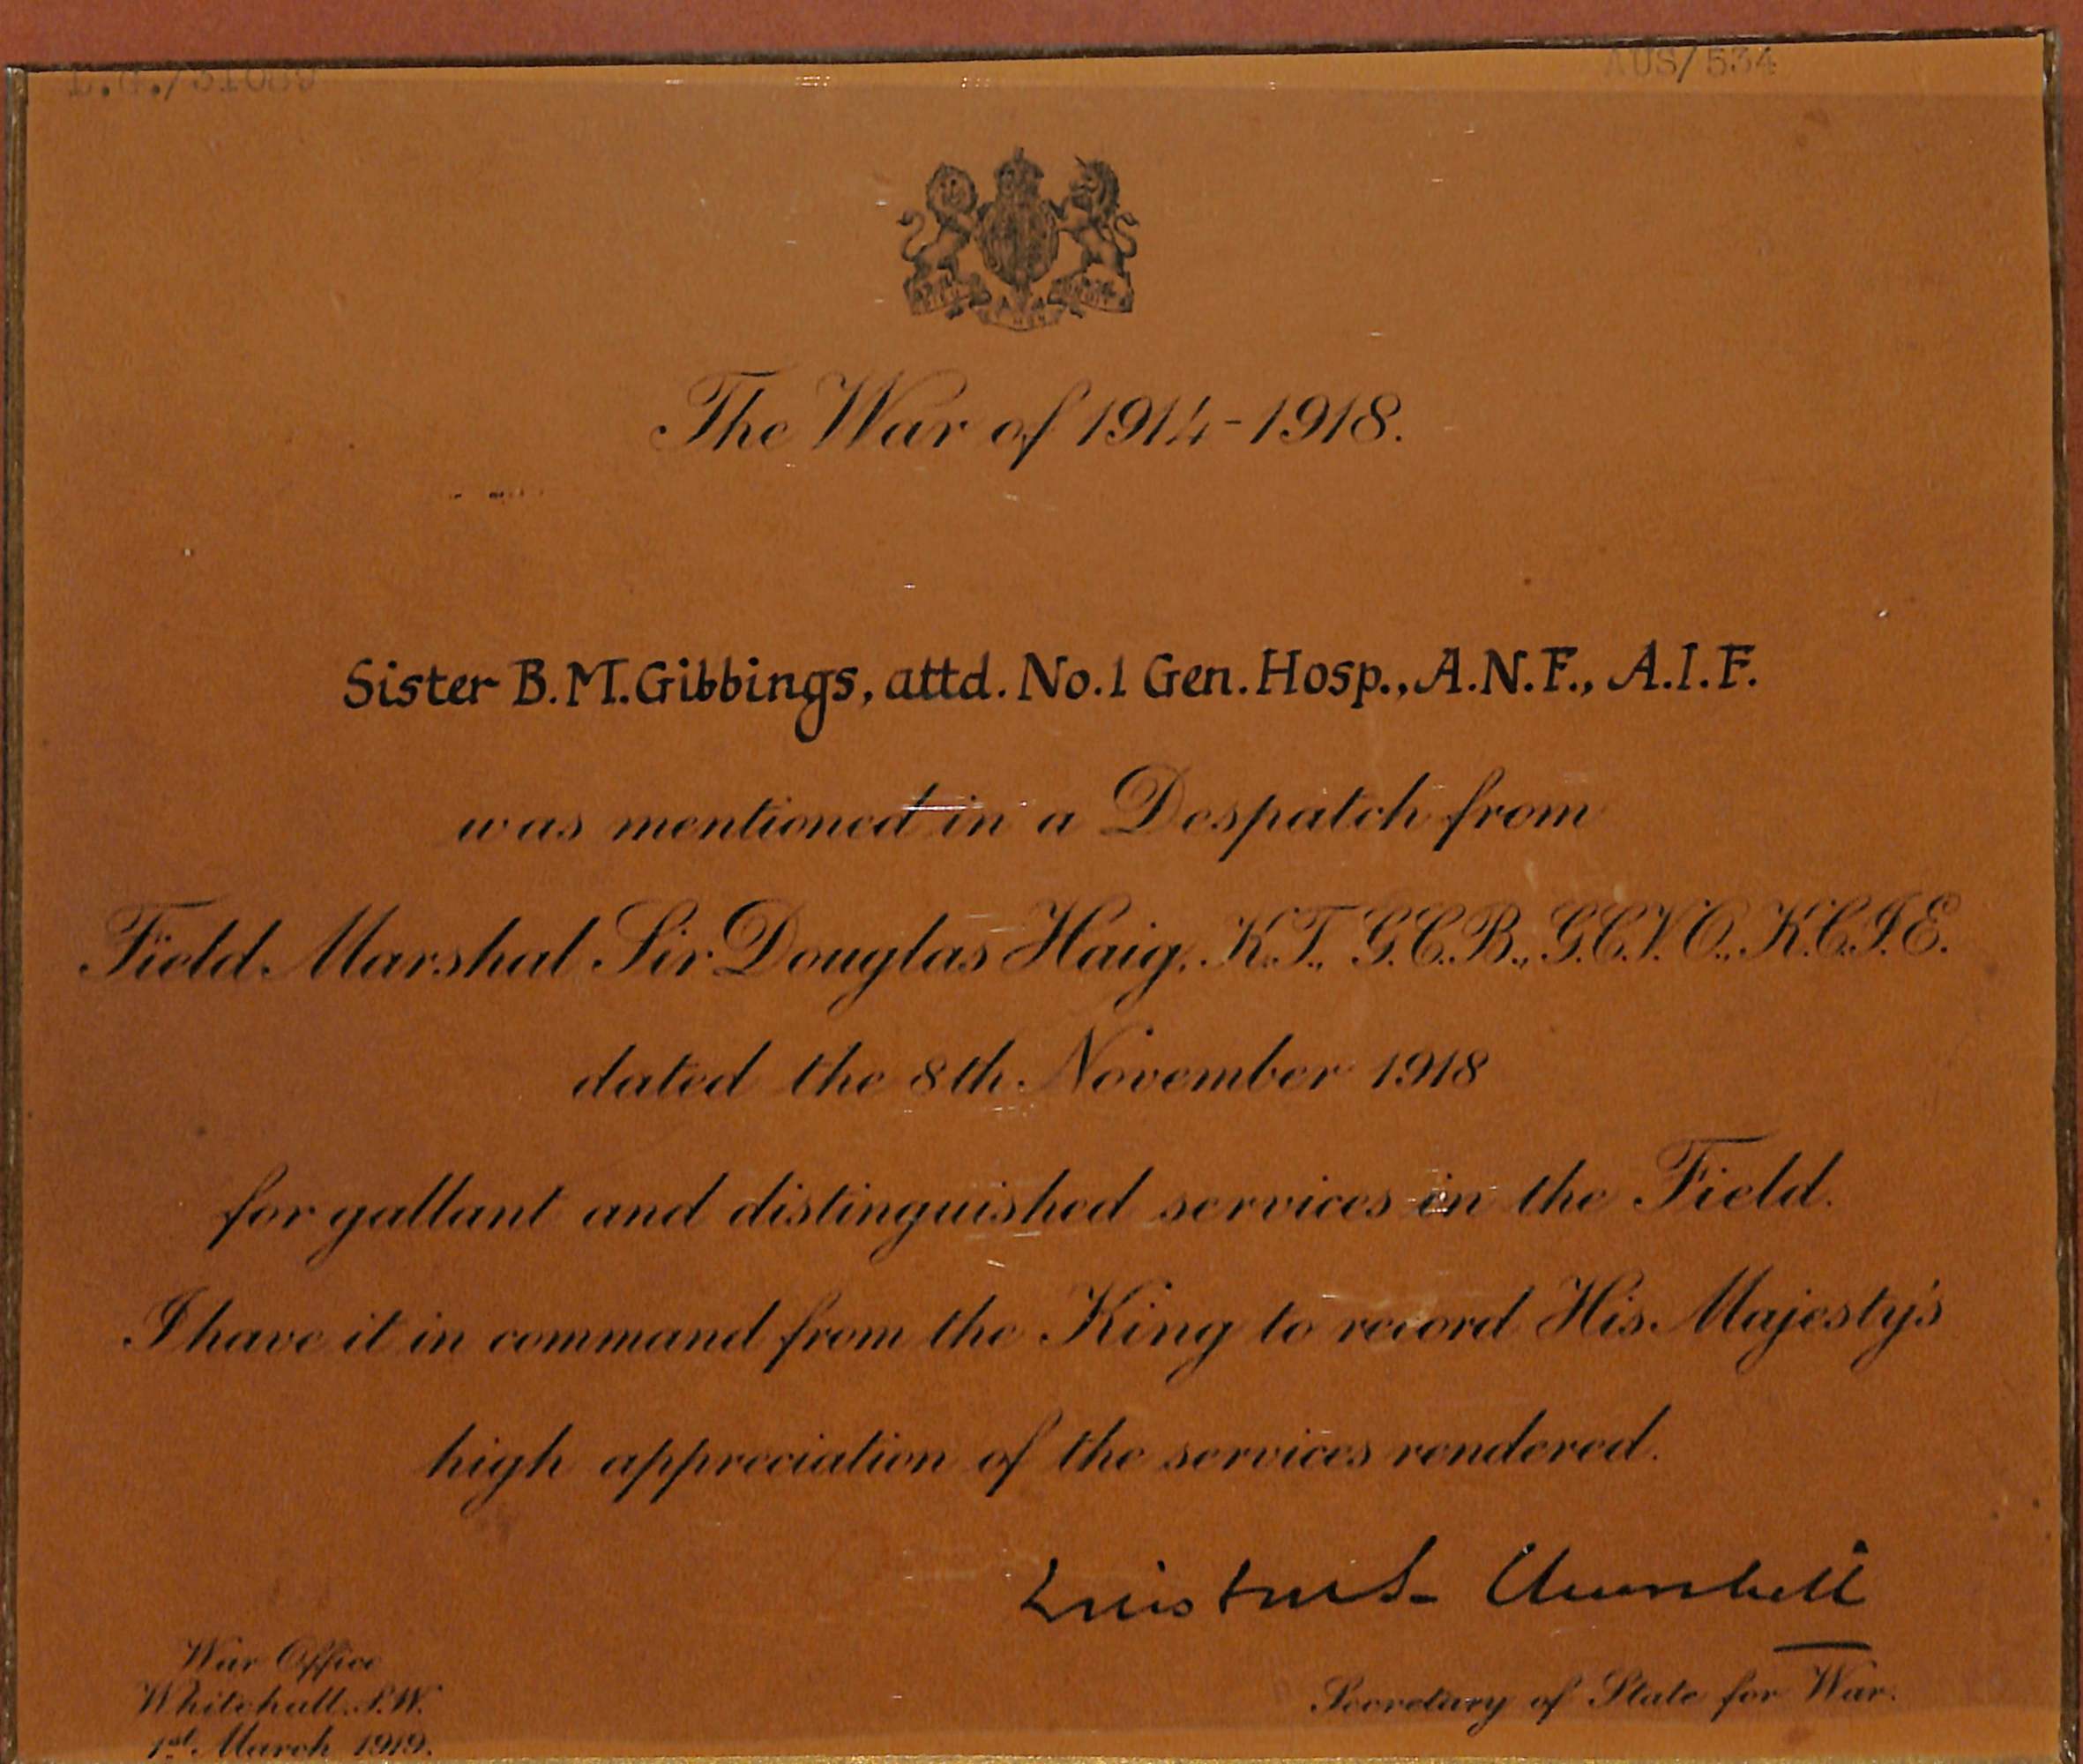 AUS/534
The War of 1914-1918.
Sister B.M.Gibbings, attd. No.1 Gen. Hosp., A.N.F., A.I.F.
was mentioned in a Despatch from
Field Marshal Sir Douglas Haig, K.T., G.C.B., G.C.V.O., K.C.I.E.
dated the 8th November 1918
for gallant and distinguished services in the Field.
I have it in command from the King to record His Majesty's
high appreciation of the services rendered.
Winston S. Churchill
Secretary of State for War.
War Office
Whitehall. S.W.
1st March 1919.